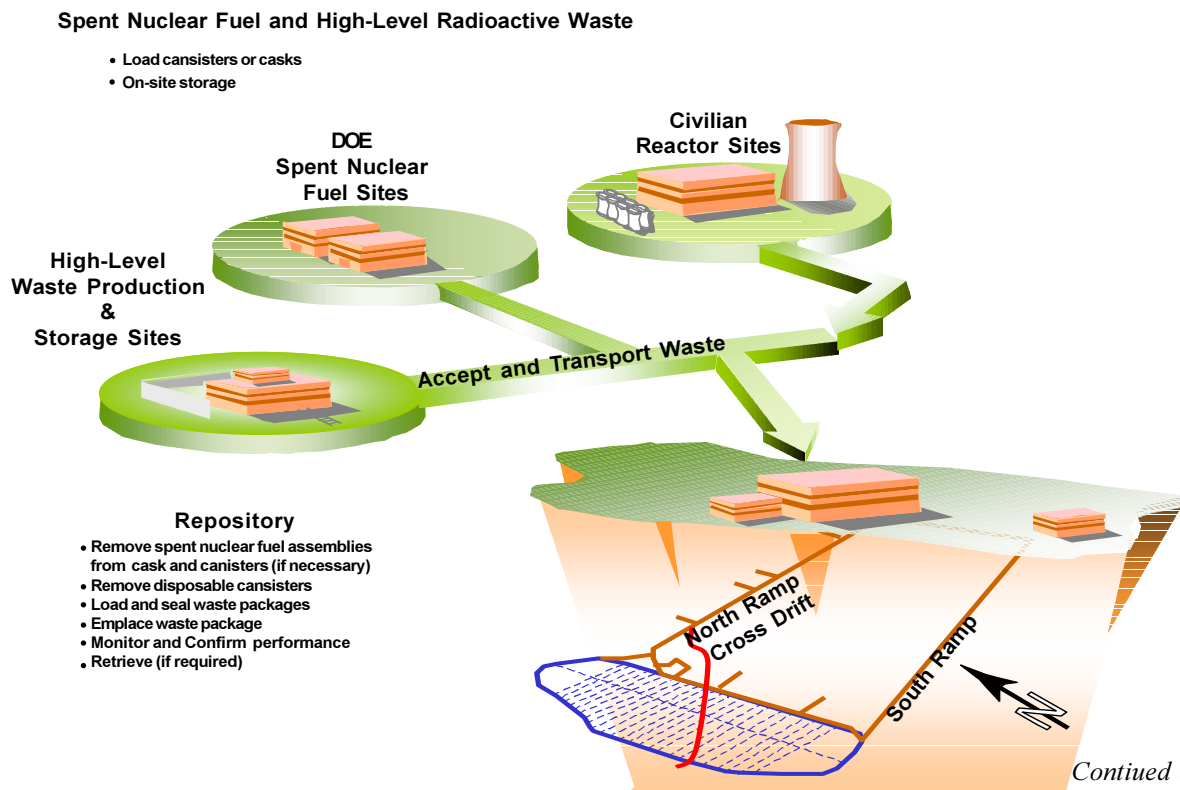 Spent Nuclear Fuel and High-Level Radioactive Waste
• Load cansisters or casks
• On-site storage
DOE
Spent Nuclear
Fuel Sites
Civilian
Reactor Sites
High-Level
Waste Production
&
Storage Sites
Accept and Transport Waste
Repository
• Remove spent nuclear fuel assemblies
from cask and canisters (if necessary)
• Remove disposable cansisters
• Load and seal waste packages
• Emplace waste package
• Monitor and Confirm performance
• Retrieve (if required)
North Ramp
Cross Drift
South Ramp
N
Contiued